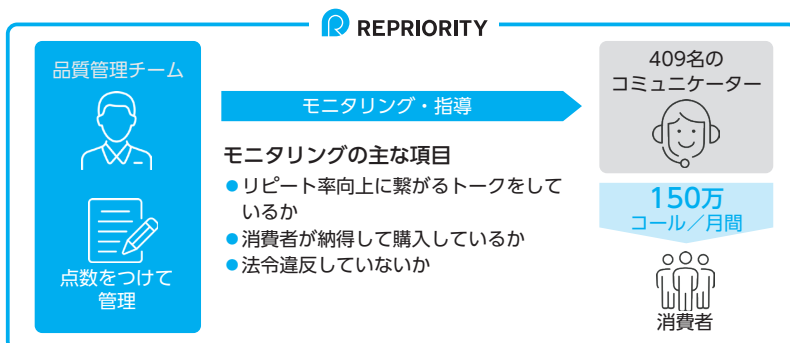 REPRIORITY
品質管理チーム
点数をつけて
管理
モニタリング・指導
モニタリングの主な項目
●リピート率向上に繋がるトークをして
いるか
●消費者が納得して購入しているか
●法令違反していないか
409名の
コミュニケーター
150万
コール／月間
消費者